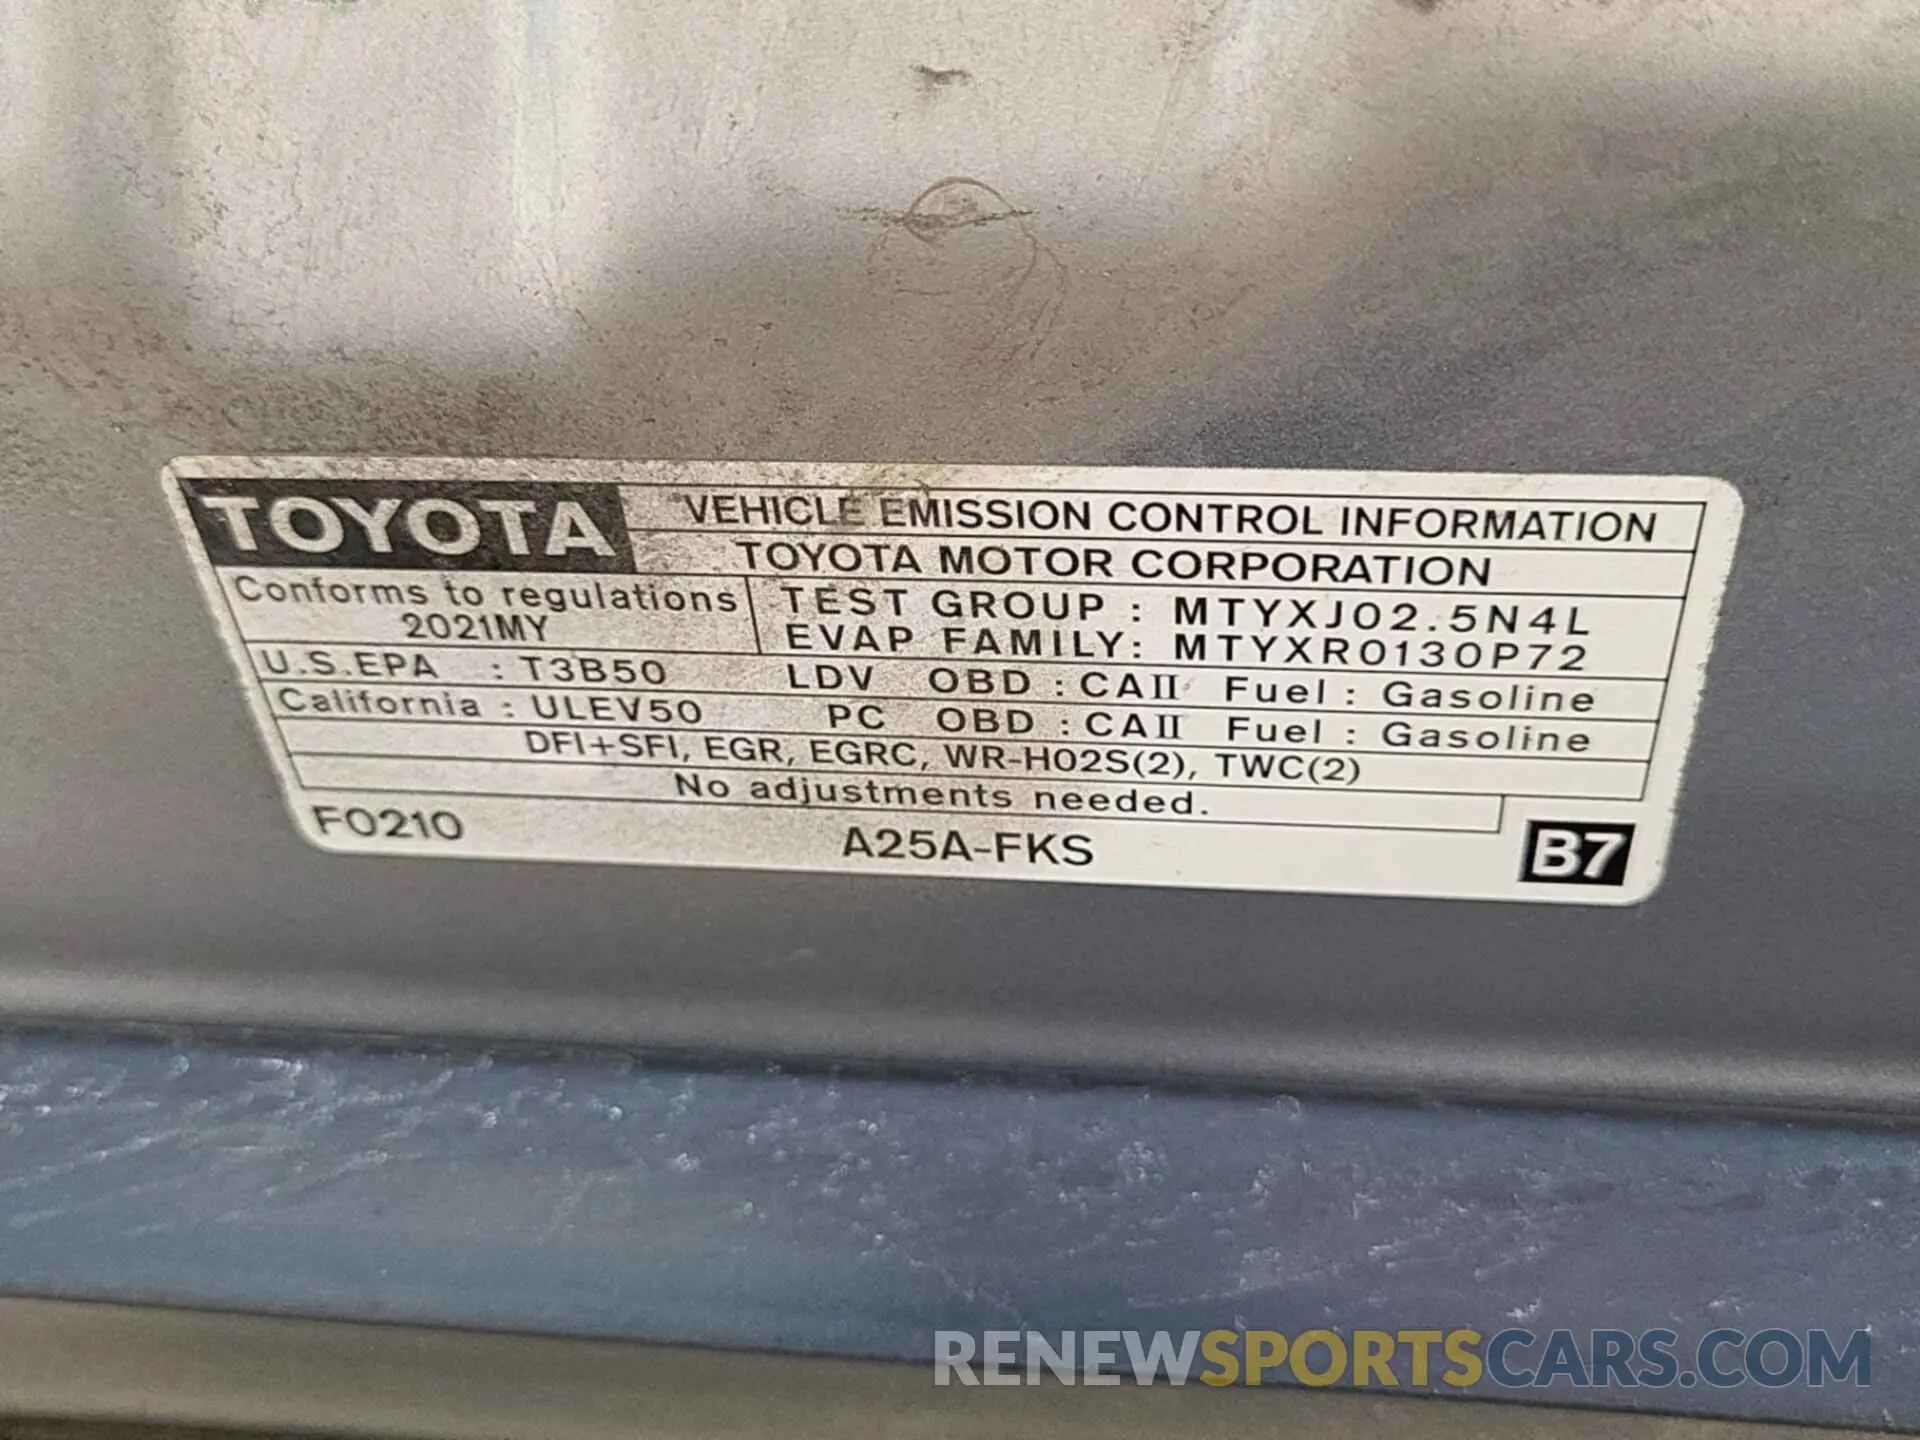 TOYOTA
VEHICLE EMISSION CONTROL INFORMATION
TOYOTA MOTOR CORPORATION
Conforms to regulations
2021MY
TEST GROUP : MTYXJ02.5N4L
EVAP FAMILY: MTYXR0130P72
U.S.EPA : T3B50 LDV OBD : CAII Fuel : Gasoline
California : ULEV50 PC OBD : CAII Fuel : Gasoline
DFI+SFI, EGR, EGRC, WR-HO2S(2), TWC(2)
No adjustments needed.
F0210 A25A-FKS B7
RENEWSPORTSCARS.COM